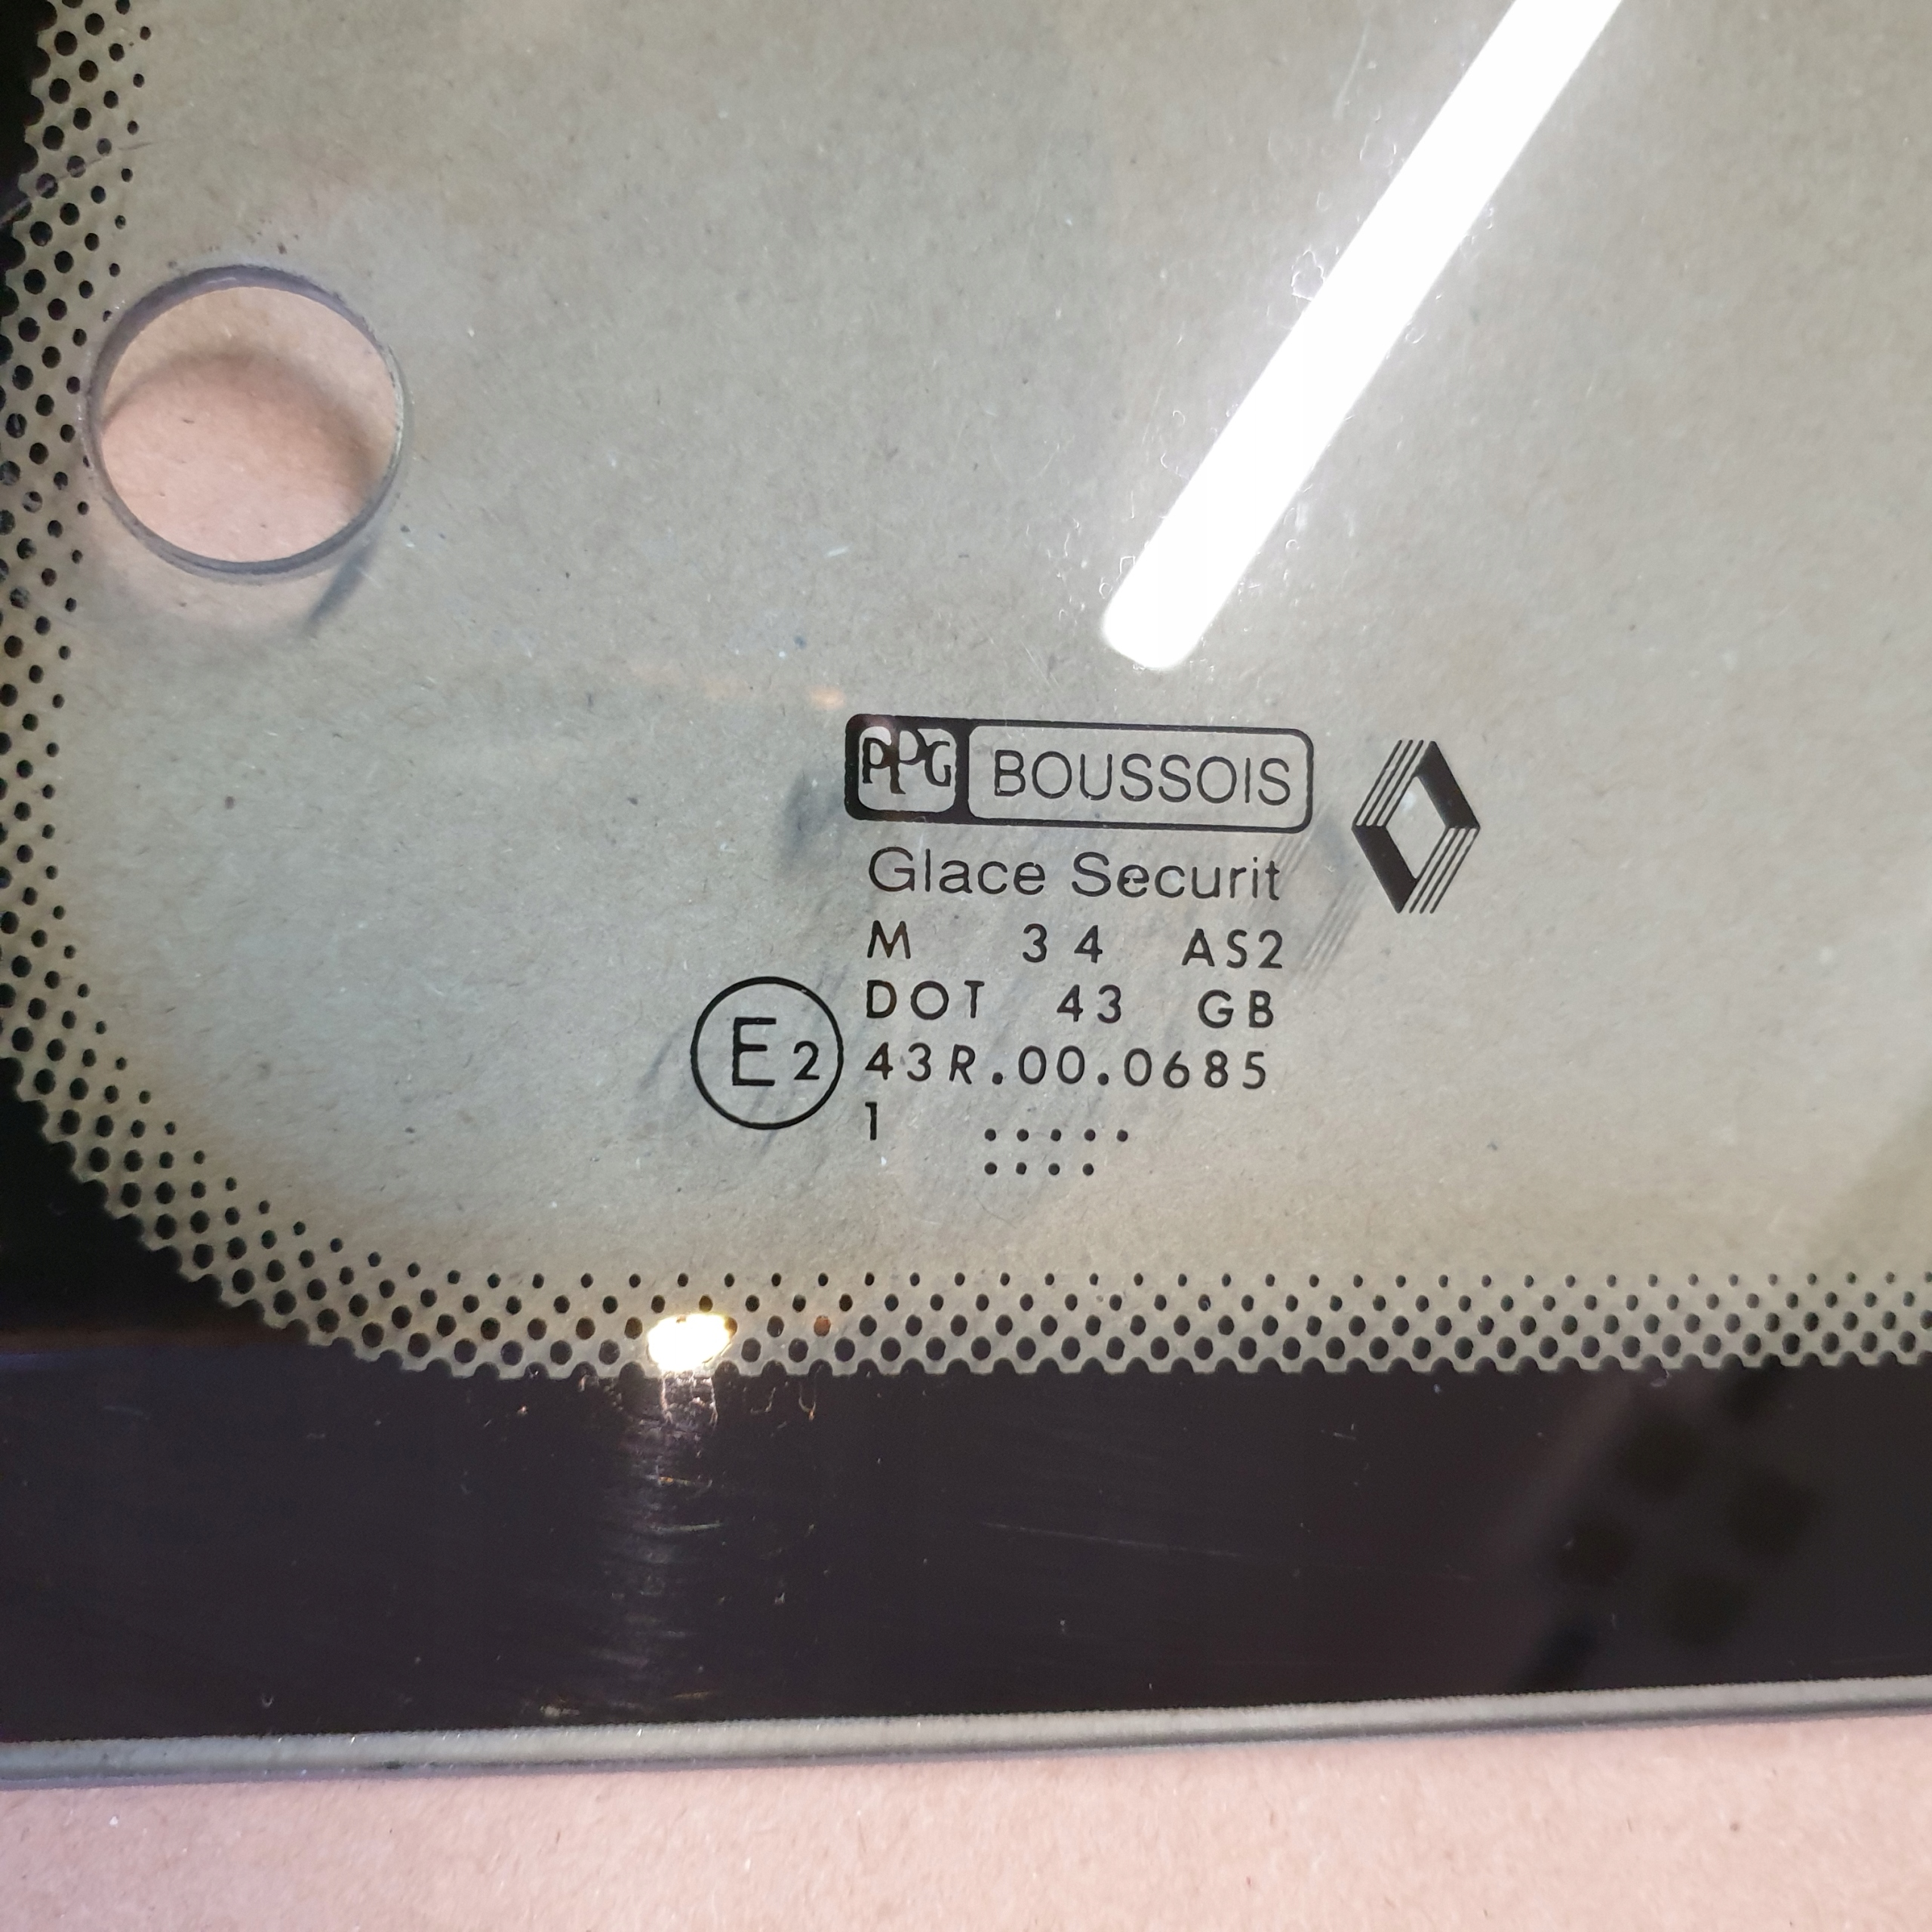 PPG BOUSSOIS
Glace Securit
M 34 AS2
DOT 43 GB
E2 43R.00.0685
1